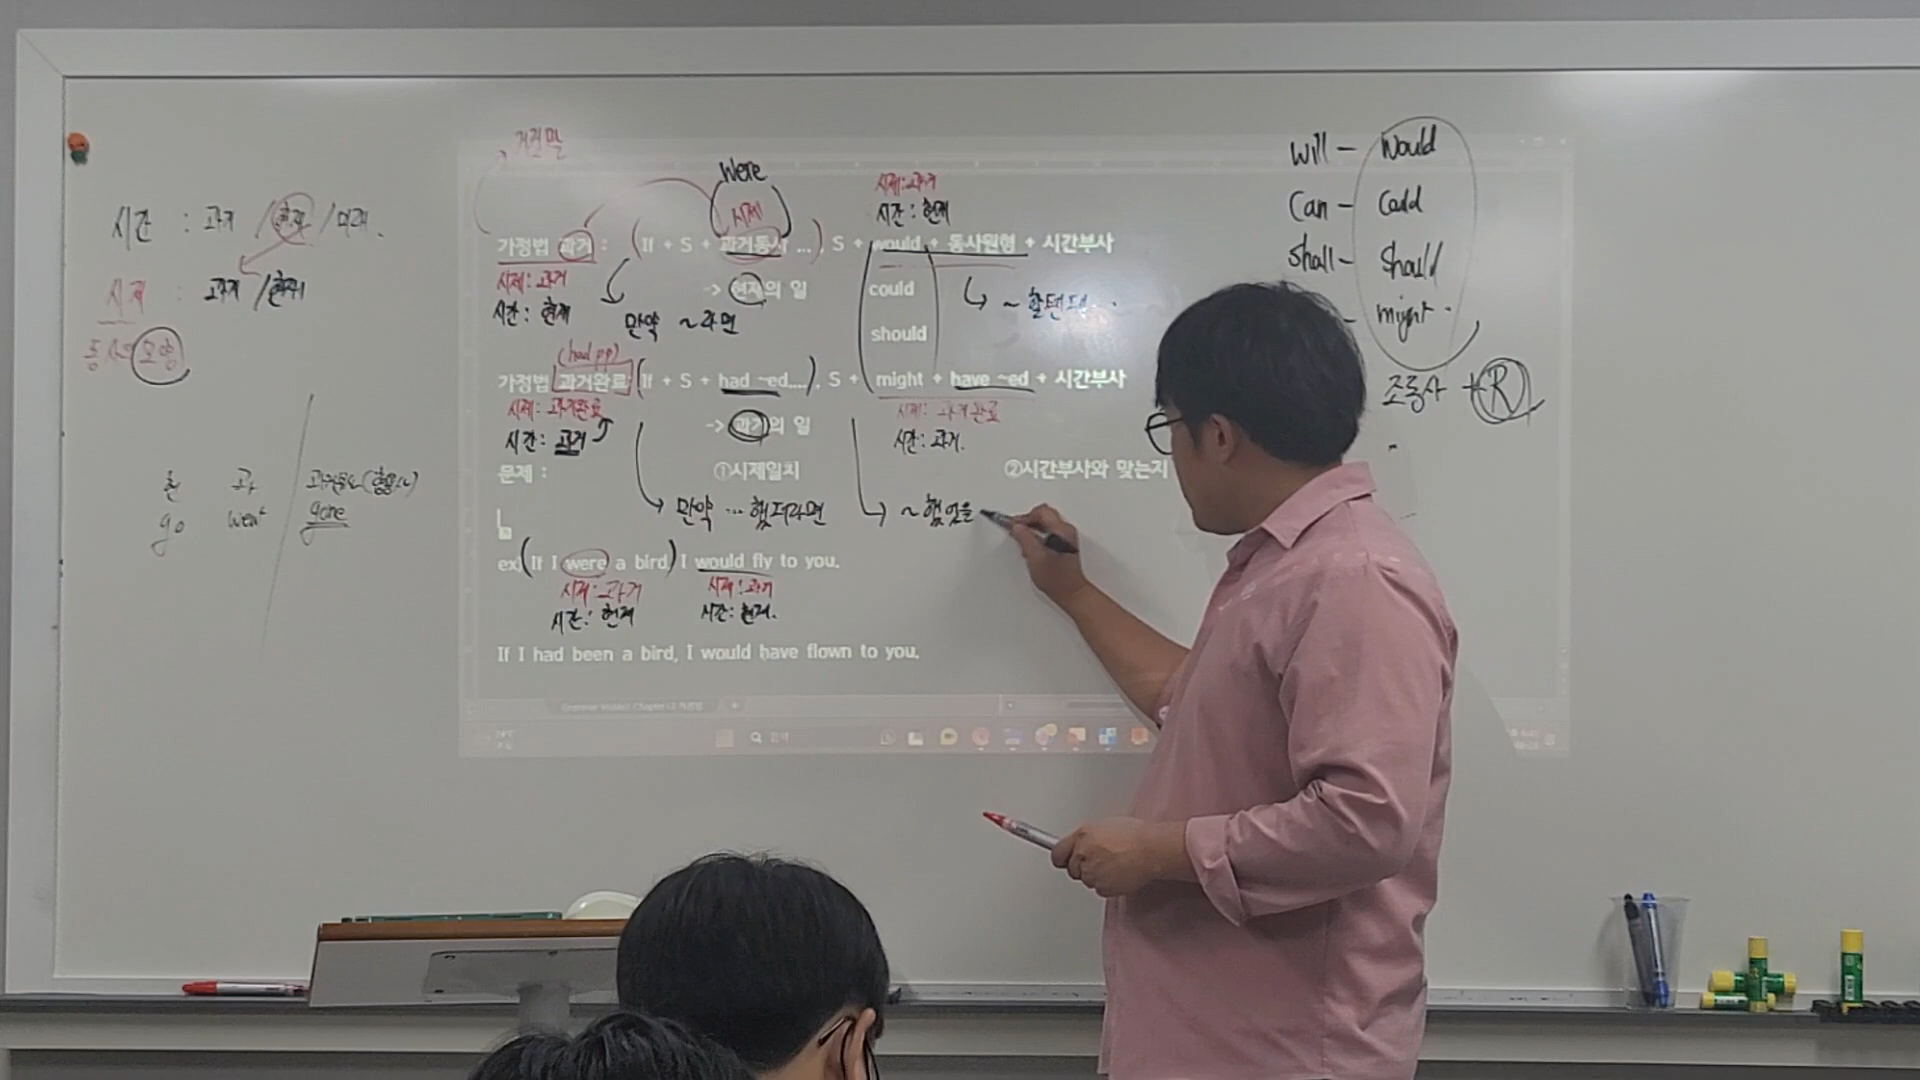 거짓말
Were
will - Would
시제:과거
시제
Can - Could
시간 : 과거 / 현재 / 미래.
시간 : 현재
가정법 과거 : (If + S + 과거동사 ...) S + would + 동사원형 + 시간부사
shall - Should
시제 : 과거 / 현재
시제 : 과거
-> 현재의 일
could
~ 할텐데...
시간 : 현재
만약 ~라면
might.
should
동사의 모양
(had pp)
가정법 과거완료: (If + S + had ~ed....), S + might + have ~ed + 시간부사
조동사 + R
시제: 과거완료
시제: 과거완료
시간 : 과거
-> 과거의 일
시간 : 과거.
문제 :
①시제일치
②시간부사와 맞는지
현 과 과거분사(형용사)
go went gone
만약 ... 했더라면
~ 했었을
ex) (If I were a bird) I would fly to you.
시제: 과거
시제 : 과거
시간 : 현재
시간 : 현재.
If I had been a bird, I would have flown to you.
검색